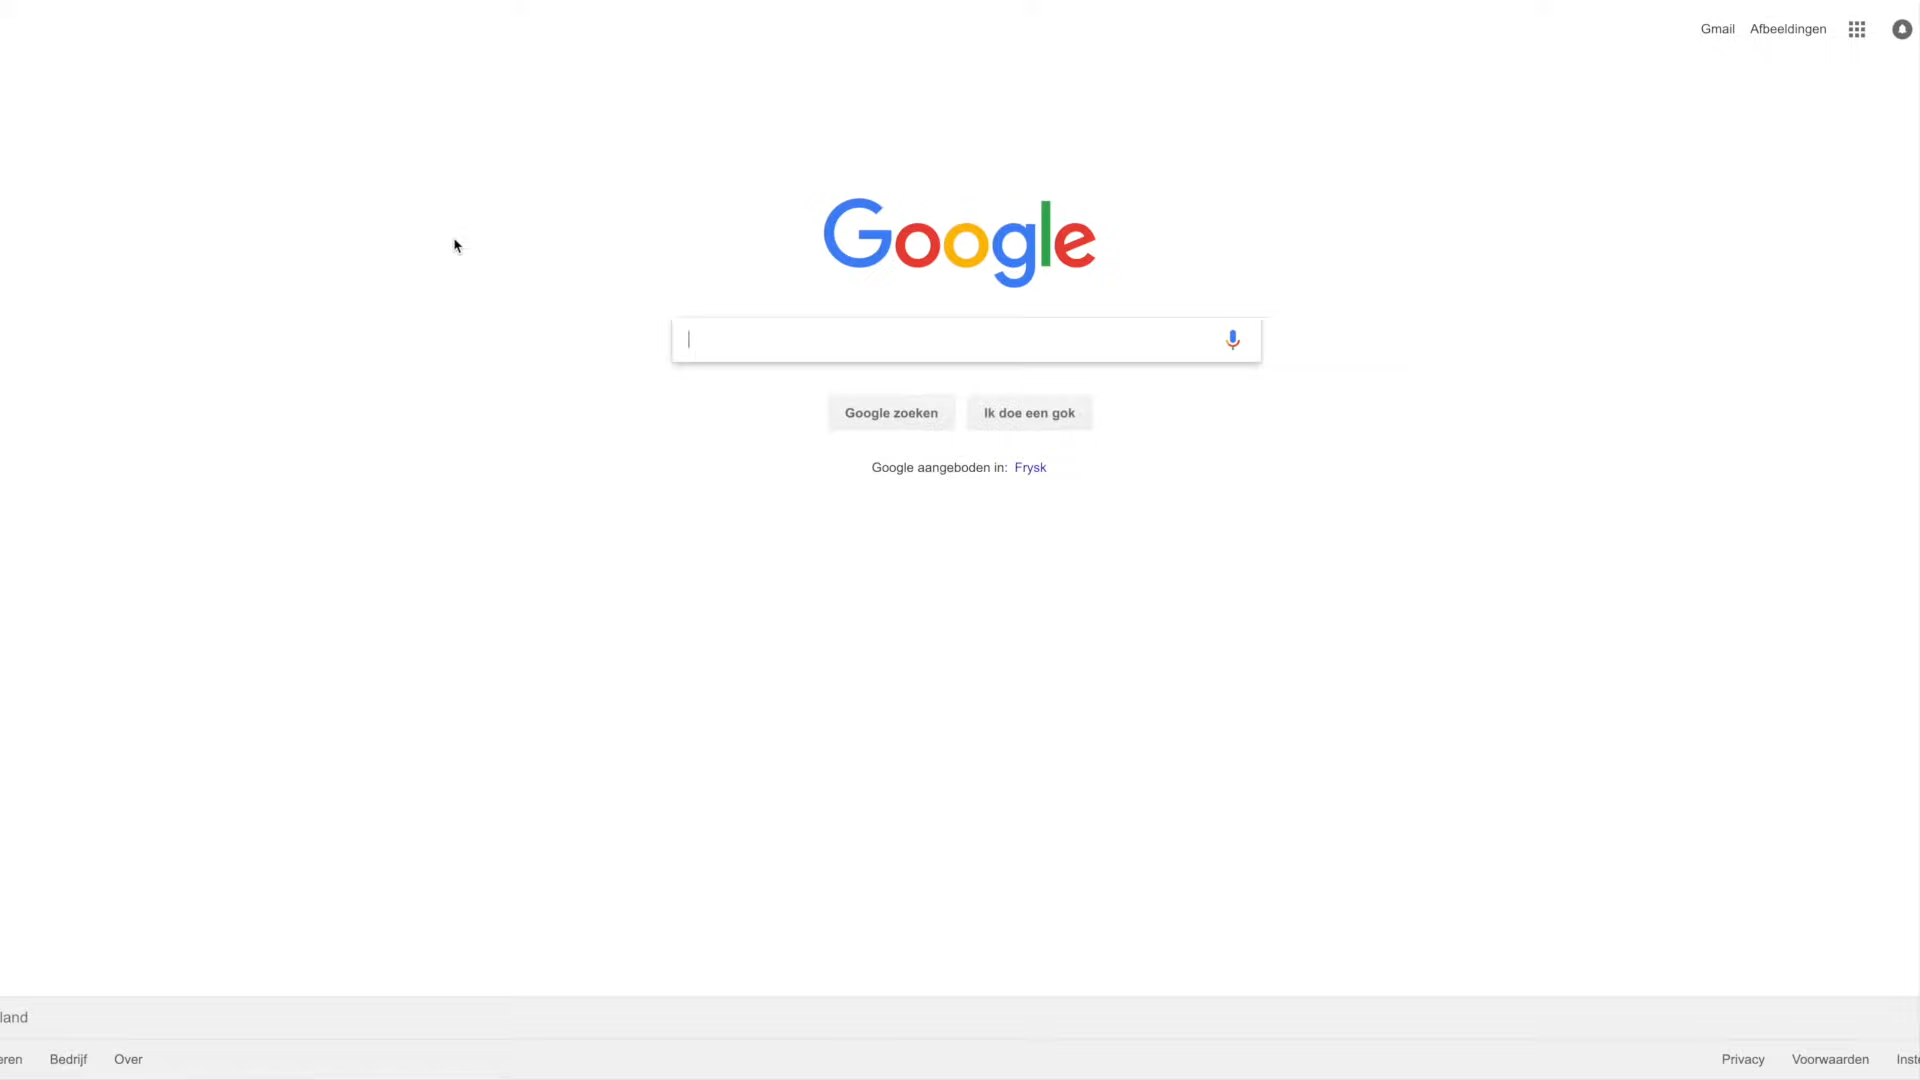 Gmail Afbeeldingen
Google
Google zoeken Ik doe een gok
Google aangeboden in: Frysk
land
eren Bedrijf Over Privacy Voorwaarden Inste